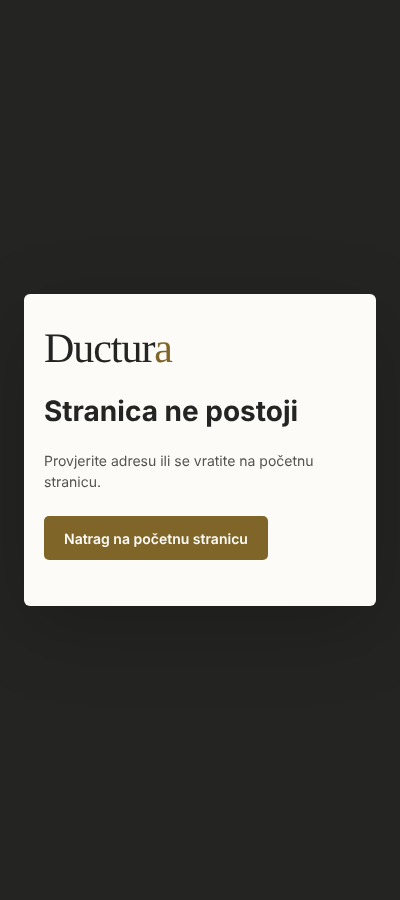 Ductura
Stranica ne postoji
Provjerite adresu ili se vratite na početnu
stranicu.
Natrag na početnu stranicu